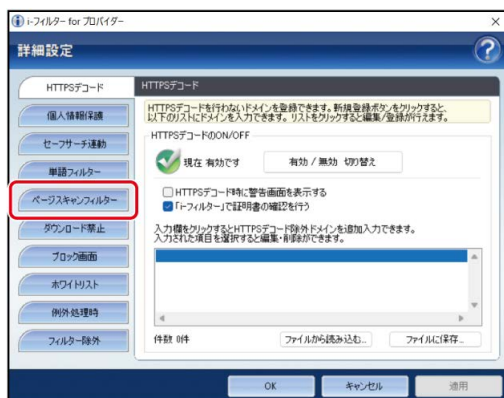 i-フィルター for プロバイダー
詳細設定
HTTPSデコード
個人情報保護
セーフサーチ連動
単語フィルター
ページスキャンフィルター
ダウンロード禁止
ブロック画面
ホワイトリスト
例外処理時
フィルター除外
HTTPSデコード
HTTPSデコードを行わないドメインを登録できます。新規登録ボタンをクリックすると、
以下のリストにドメインを入力できます。リストをクリックすると編集/登録が行えます。
HTTPSデコードのON/OFF
現在 有効です
有効 / 無効 切り替え
HTTPSデコード時に警告画面を表示する
「i-フィルター」で証明書の確認を行う
入力欄をクリックするとHTTPSデコード除外ドメインを追加入力できます。
入力された項目を選択すると編集・削除ができます。
件数 0件
ファイルから読み込む...
ファイルに保存...
OK
キャンセル
適用